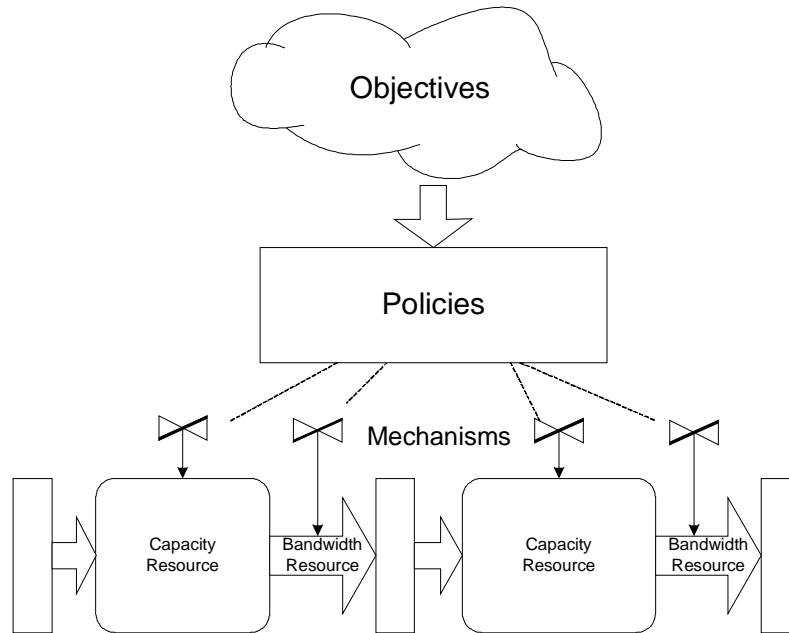 Objectives
Policies
Mechanisms
Capacity
Resource
Bandwidth
Resource
Capacity
Resource
Bandwidth
Resource